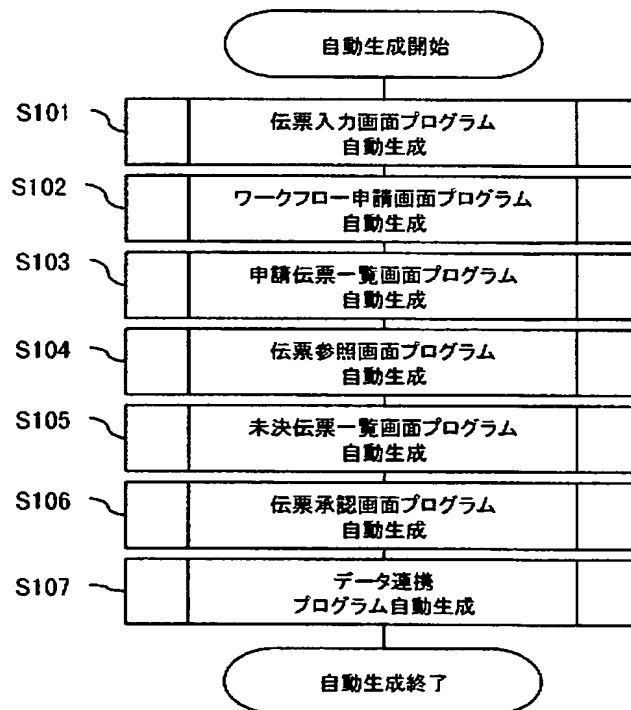 自動生成開始
S101
伝票入力画面プログラム
自動生成
S102
ワークフロー申請画面プログラム
自動生成
S103
申請伝票一覧画面プログラム
自動生成
S104
伝票参照画面プログラム
自動生成
S105
未決伝票一覧画面プログラム
自動生成
S106
伝票承認画面プログラム
自動生成
S107
データ連携
プログラム自動生成
自動生成終了